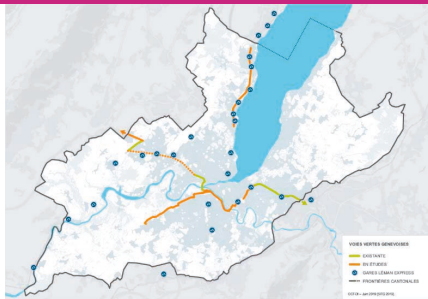 VOIES VERTES GENEVOISES
EXISTANTE
EN ÉTUDES
GARES LÉMAN EXPRESS
FRONTIÈRES CANTONALES